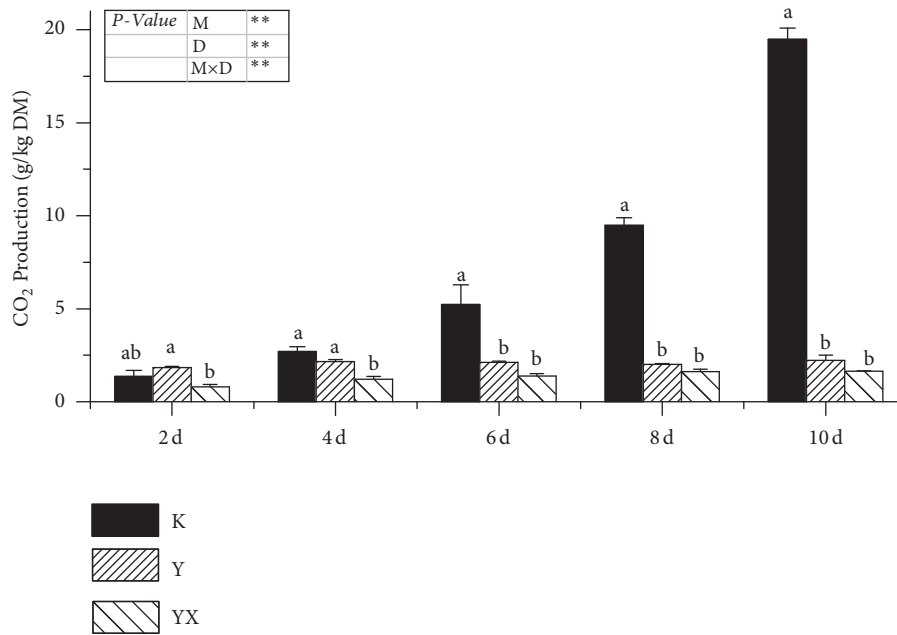 P-Value M **
D **
M×D **
CO₂ Production (g/kg DM)
20
15
10
5
0
ab a b
a a b
a b b
a b b
a b b
2 d 4 d 6 d 8 d 10 d
K
Y
YX